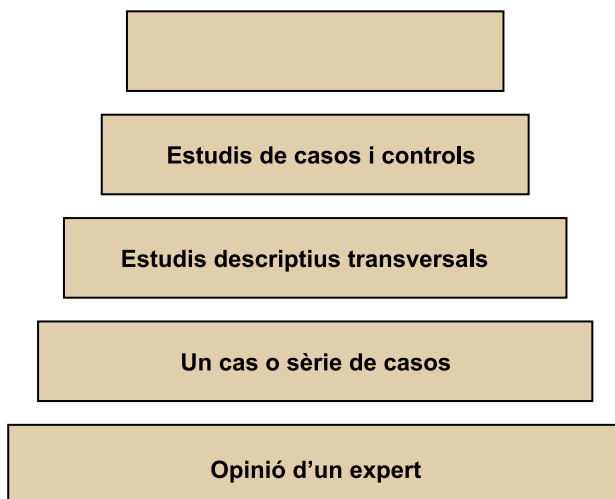 Estudis de casos i controls
Estudis descriptius transversals
Un cas o sèrie de casos
Opinió d’un expert